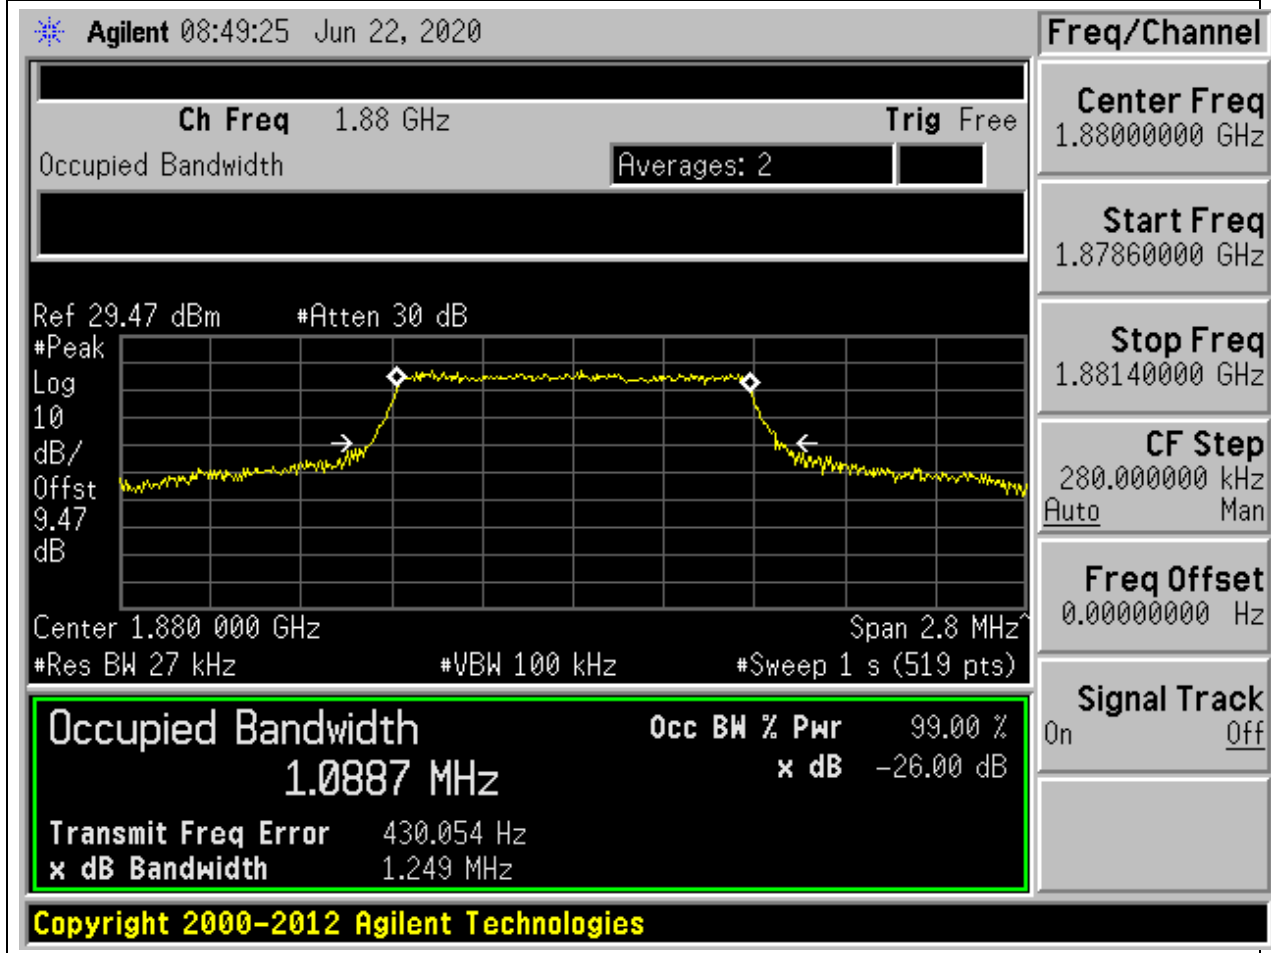 Agilent 08:49:25 Jun 22, 2020
Freq/Channel
Ch Freq 1.88 GHz Trig Free
Occupied Bandwidth Averages: 2
Center Freq
1.88000000 GHz
Start Freq
1.87860000 GHz
Stop Freq
1.88140000 GHz
CF Step
280.000000 kHz
Auto Man
Freq Offset
0.00000000 Hz
Signal Track
On Off
Ref 29.47 dBm #Atten 30 dB
#Peak
Log
10
dB/
Offst
9.47
dB
Center 1.880 000 GHz Span 2.8 MHz^
#Res BW 27 kHz #VBW 100 kHz #Sweep 1 s (519 pts)
Occupied Bandwidth Occ BW % Pwr 99.00 %
1.0887 MHz x dB -26.00 dB
Transmit Freq Error 430.054 Hz
x dB Bandwidth 1.249 MHz
Copyright 2000-2012 Agilent Technologies